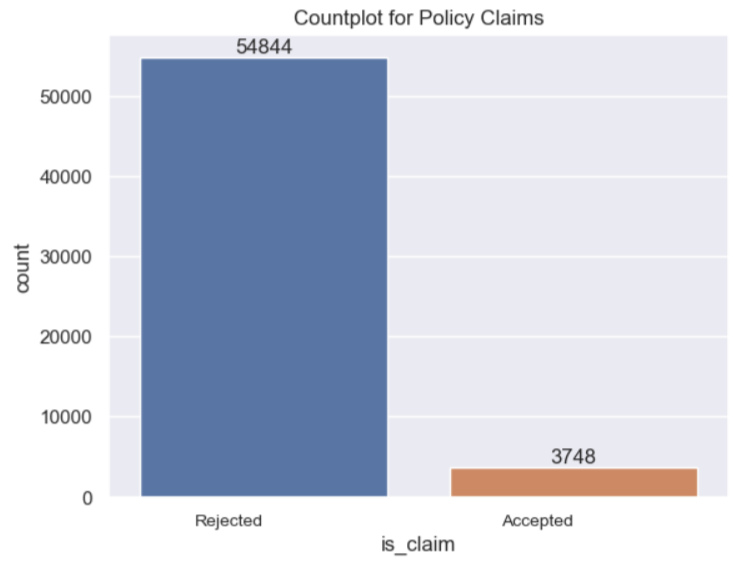 Countplot for Policy Claims
54844
50000
40000
30000
20000
10000
0
3748
count
Rejected
Accepted
is_claim